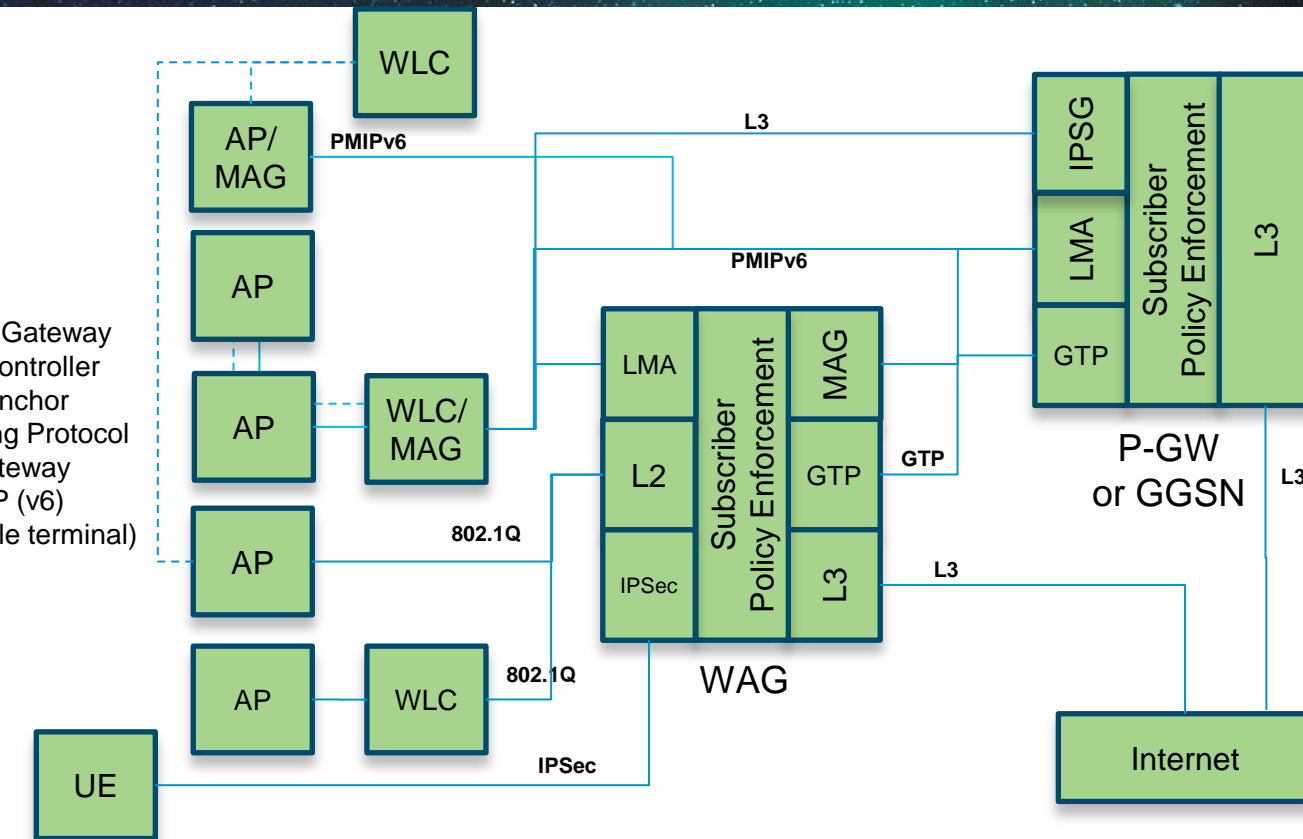 WLC
AP/
MAG
PMIPv6
L3
AP
PMIPv6
Gateway
ontroller
nchor
ng Protocol
teway
P (v6)
le terminal)
AP
WLC/
MAG
AP
802.1Q
AP
WLC
802.1Q
UE
IPSec
LMA
L2
IPSec
Subscriber
Policy Enforcement
MAG
GTP
L3
WAG
GTP
L3
IPSG
LMA
GTP
Subscriber
Policy Enforcement
L3
P-GW
or GGSN
L3
Internet